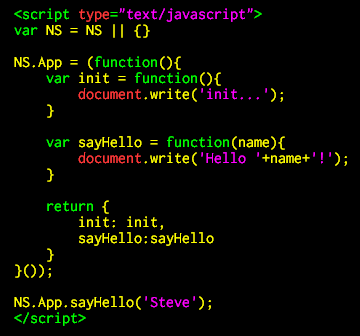 <script type="text/javascript">
var NS = NS || {}

NS.App = (function(){
    var init = function(){
        document.write('init...');
    }

    var sayHello = function(name){
        document.write('Hello '+name+'!');
    }

    return {
        init: init,
        sayHello:sayHello
    }
}());

NS.App.sayHello('Steve');
</script>